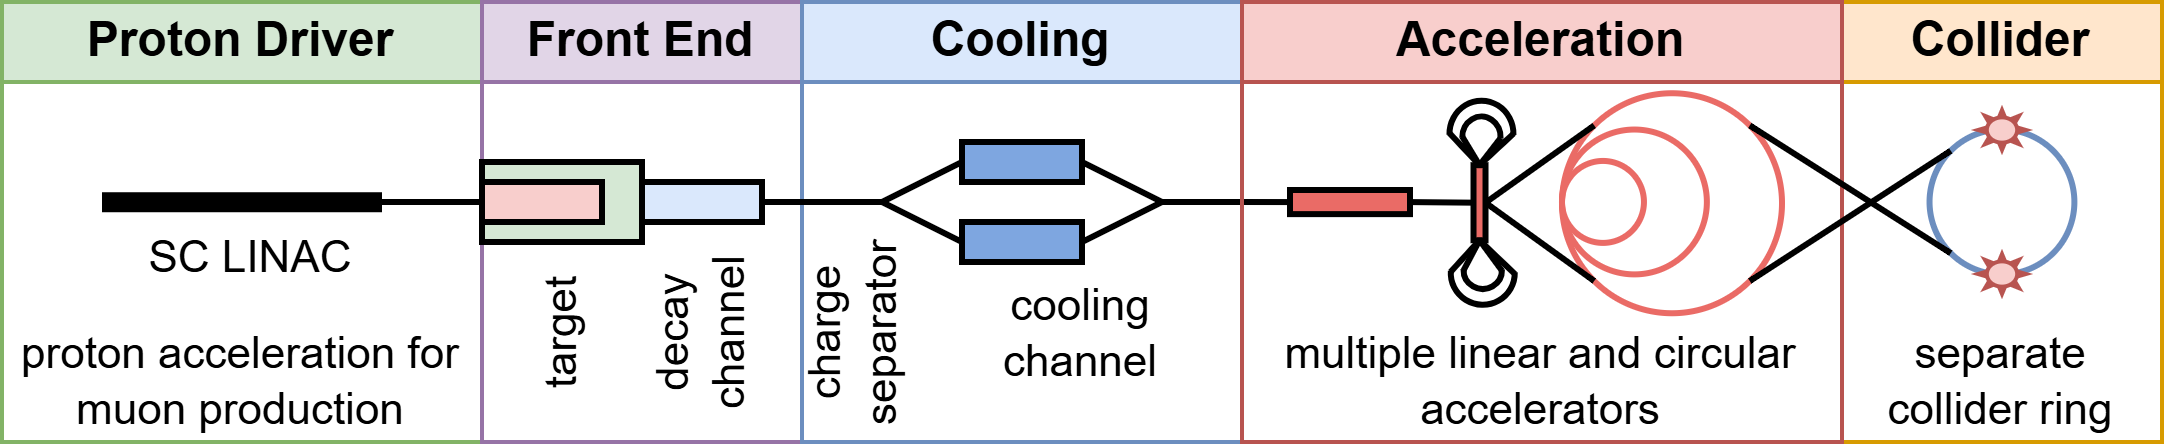 Proton Driver
Front End
Cooling
Acceleration
Collider
SC LINAC
proton acceleration for
muon production
target
decay
channel
charge
separator
cooling
channel
multiple linear and circular
accelerators
separate
collider ring